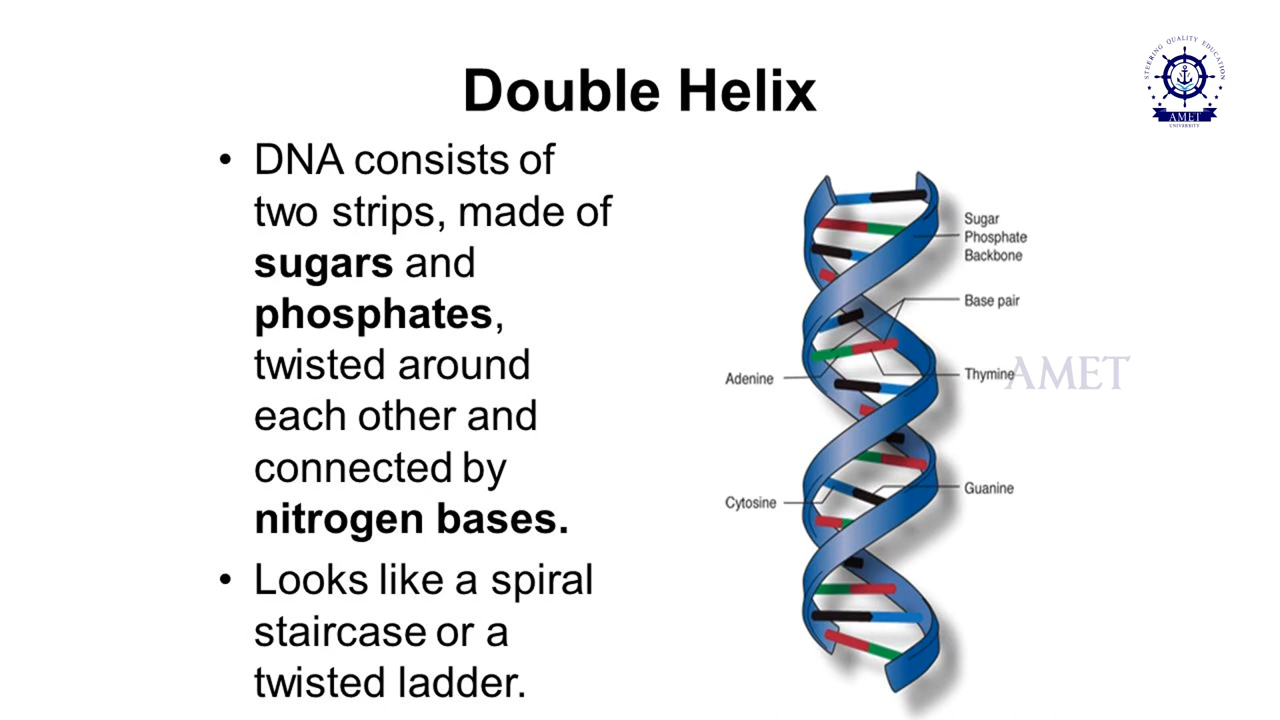 STEERING QUALITY EDUCATION
AMET
UNIVERSITY
Double Helix
• DNA consists of
two strips, made of
sugars and
phosphates,
twisted around
each other and
connected by
nitrogen bases.
• Looks like a spiral
staircase or a
twisted ladder.
Sugar
Phosphate
Backbone
Base pair
Adenine
Thymine
AMET
Cytosine
Guanine